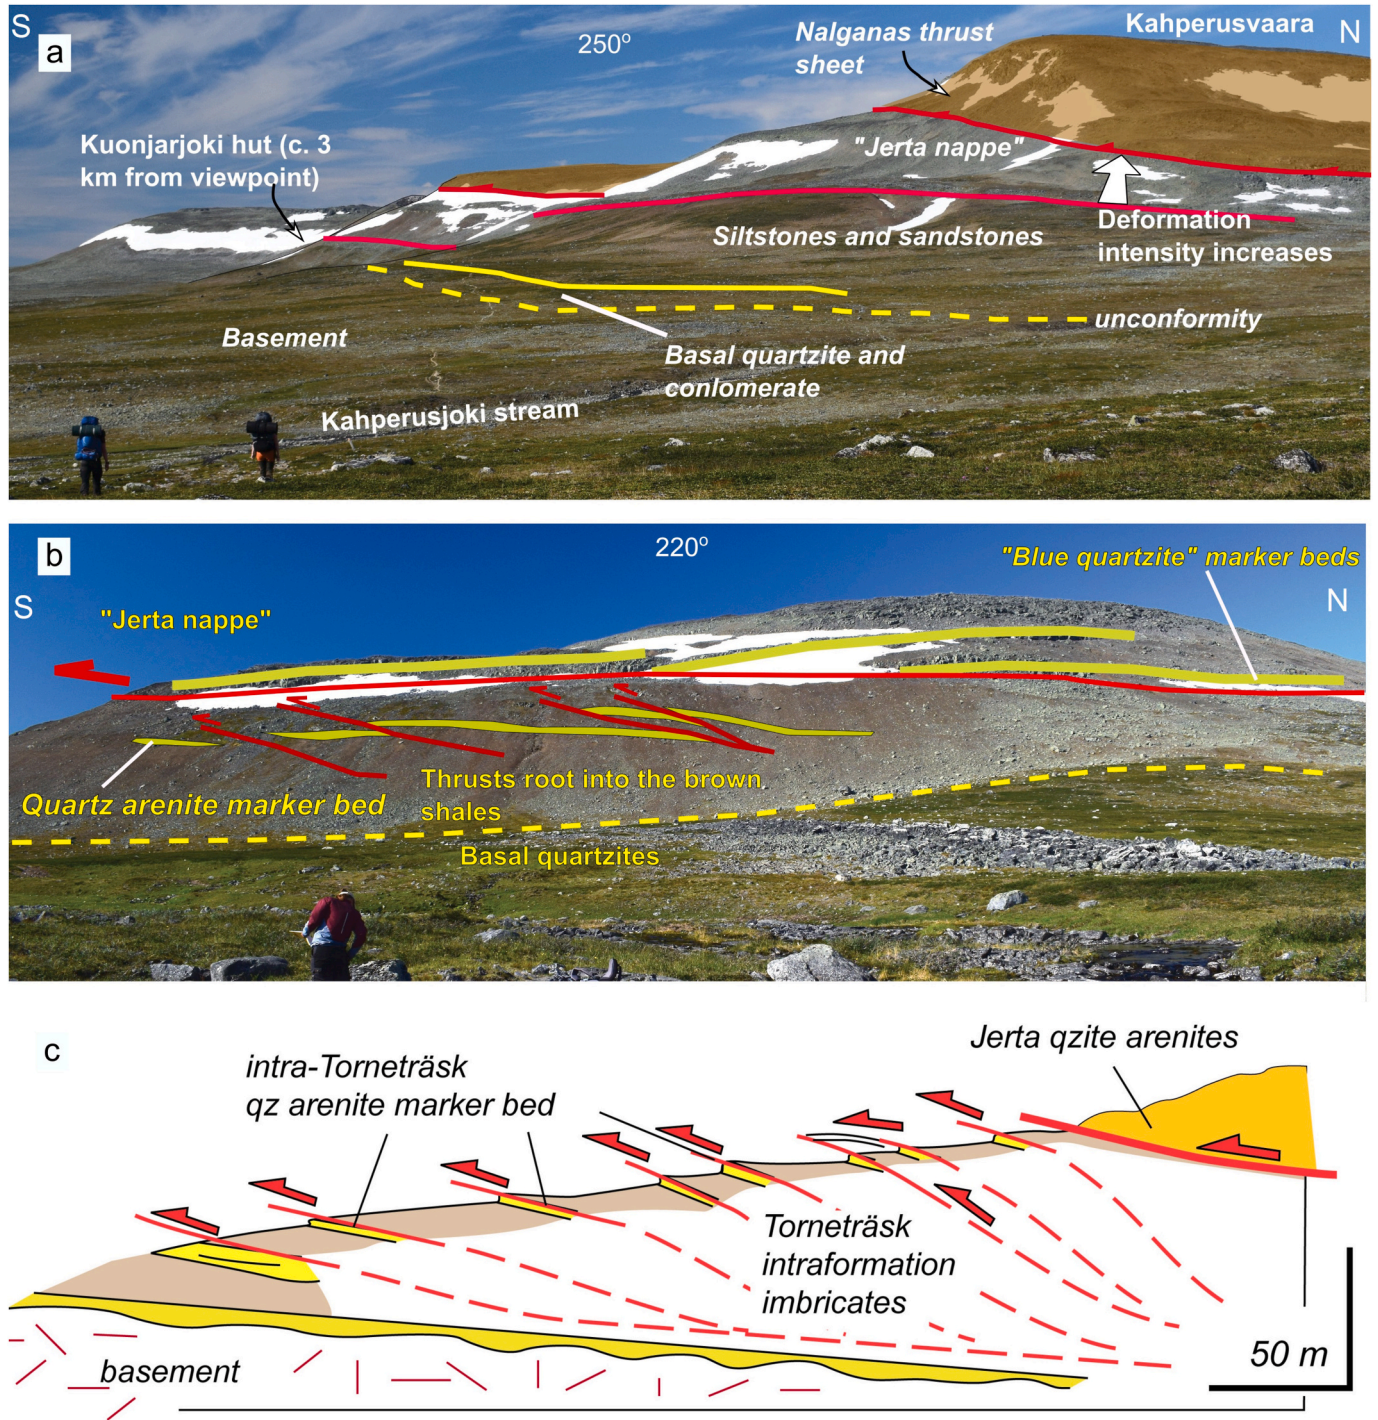 S
a
250°
Nalganas thrust
sheet
Kahperusvaara
N
Kuonjarjoki hut (c. 3
km from viewpoint)
"Jerta nappe"
Deformation
intensity increases
Siltstones and sandstones
Basement
unconformity
Basal quartzite and
conlomerate
Kahperusjoki stream
b
220°
S
"Blue quartzite" marker beds
N
"Jerta nappe"
Quartz arenite marker bed
Thrusts root into the brown
shales
Basal quartzites
c
intra-Torneträsk
qz arenite marker bed
Jerta qzite arenites
Torneträsk
intraformation
imbricates
basement
50 m